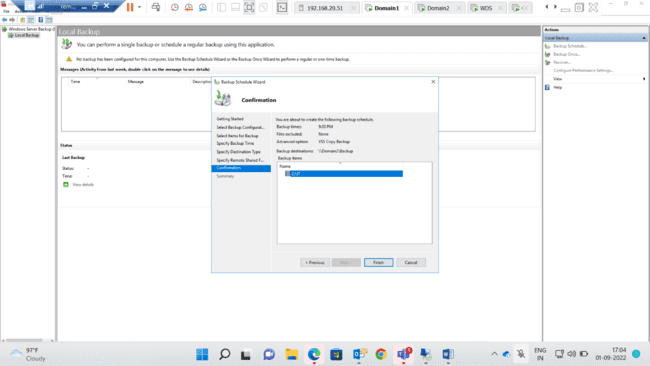 192.168.20.51
Domain1
Domain2
WDS
Windows Server Backup (L
Local Backup
Local Backup
You can perform a single backup or schedule a regular backup using this application.
No backup has been configured for this computer. Use the Backup Schedule Wizard or the Backup Once Wizard to perform a regular or one-time backup.
Messages (Activity from last week, double click on the message to see details)
Time
Message
Description
Status
Last Backup
Status: -
Time: -
View details
Backup Schedule Wizard
Confirmation
Getting Started
Select Backup Configurat...
Select Items for Backup
Specify Backup Time
Specify Destination Type
Specify Remote Shared F...
Confirmation
Summary
You are about to create the following backup schedule.
Backup times: 9:00 PM
Files excluded: None
Advanced option: VSS Copy Backup
Backup destinations: \\Domain2\Backup
Backup items
Name
< Previous
Finish
Cancel
Actions
Local Backup
Backup Schedule...
Backup Once...
Recover...
Configure Performance Settings...
View
Help
97°F
Cloudy
ENG
IN
17:04
01-09-2022